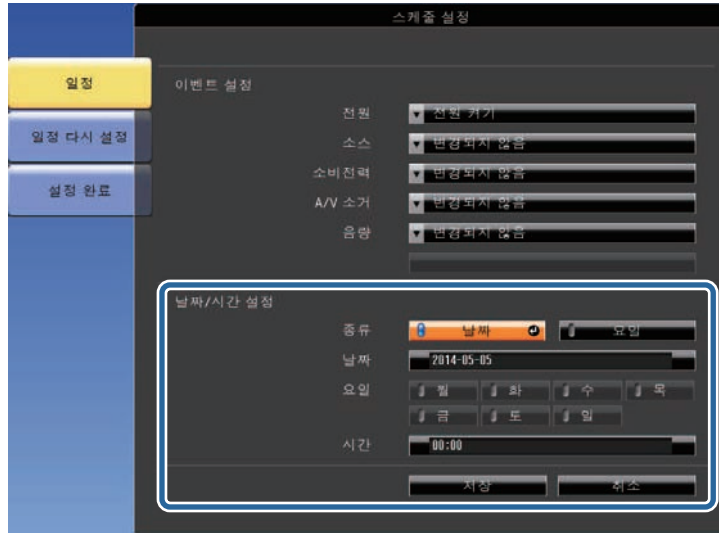 스케줄 설정
일정
일정 다시 설정
설정 완료
이벤트 설정
전원 전원 켜기
소스 변경되지 않음
소비전력 변경되지 않음
A/V 소거 변경되지 않음
음량 변경되지 않음
날짜/시간 설정
종류 날짜 요일
날짜 2014-05-05
요일 월 화 수 목
금 토 일
시간 00:00
저장 취소